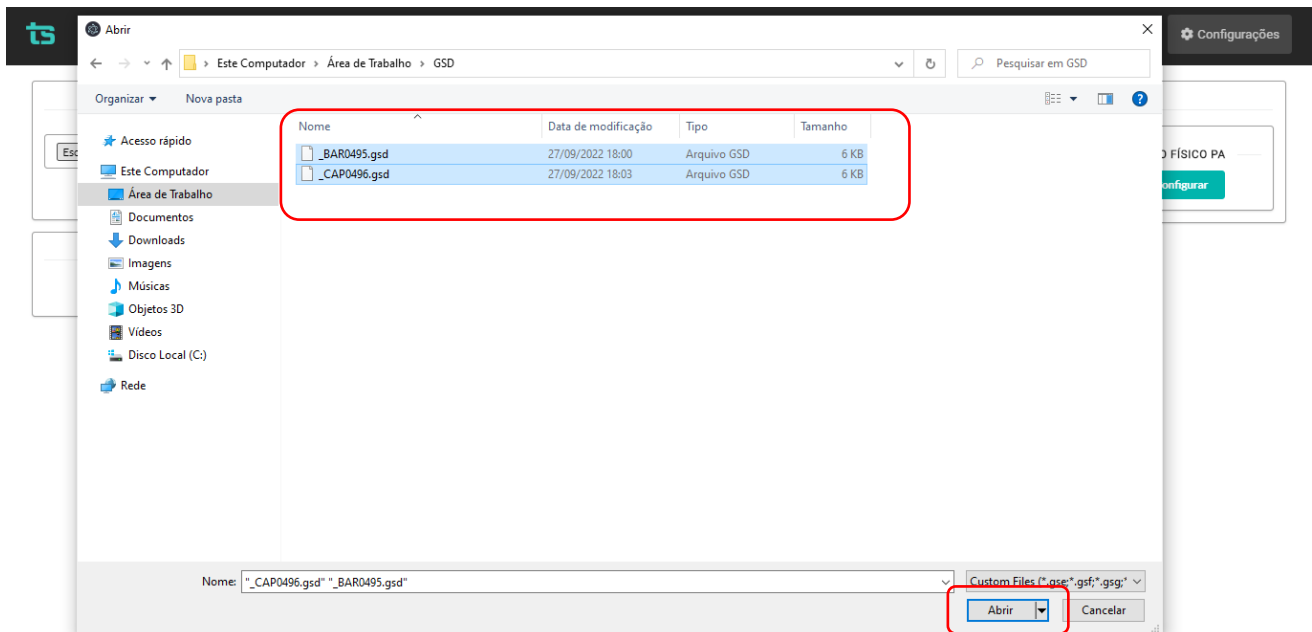 ts
Abrir
Configurações
Este Computador › Área de Trabalho › GSD
Pesquisar em GSD
Organizar
Nova pasta
Nome
Data de modificação
Tipo
Tamanho
_BAR0495.gsd
27/09/2022 18:00
Arquivo GSD
6 KB
_CAP0496.gsd
27/09/2022 18:03
Arquivo GSD
6 KB
Acesso rápido
Este Computador
Área de Trabalho
Documentos
Downloads
Imagens
Músicas
Objetos 3D
Vídeos
Disco Local (C:)
Rede
Esc
O FÍSICO PA
onfigurar
Nome:
"_CAP0496.gsd" "_BAR0495.gsd"
Custom Files (*.gse;*.gsf;*.gsg;*
Abrir
Cancelar